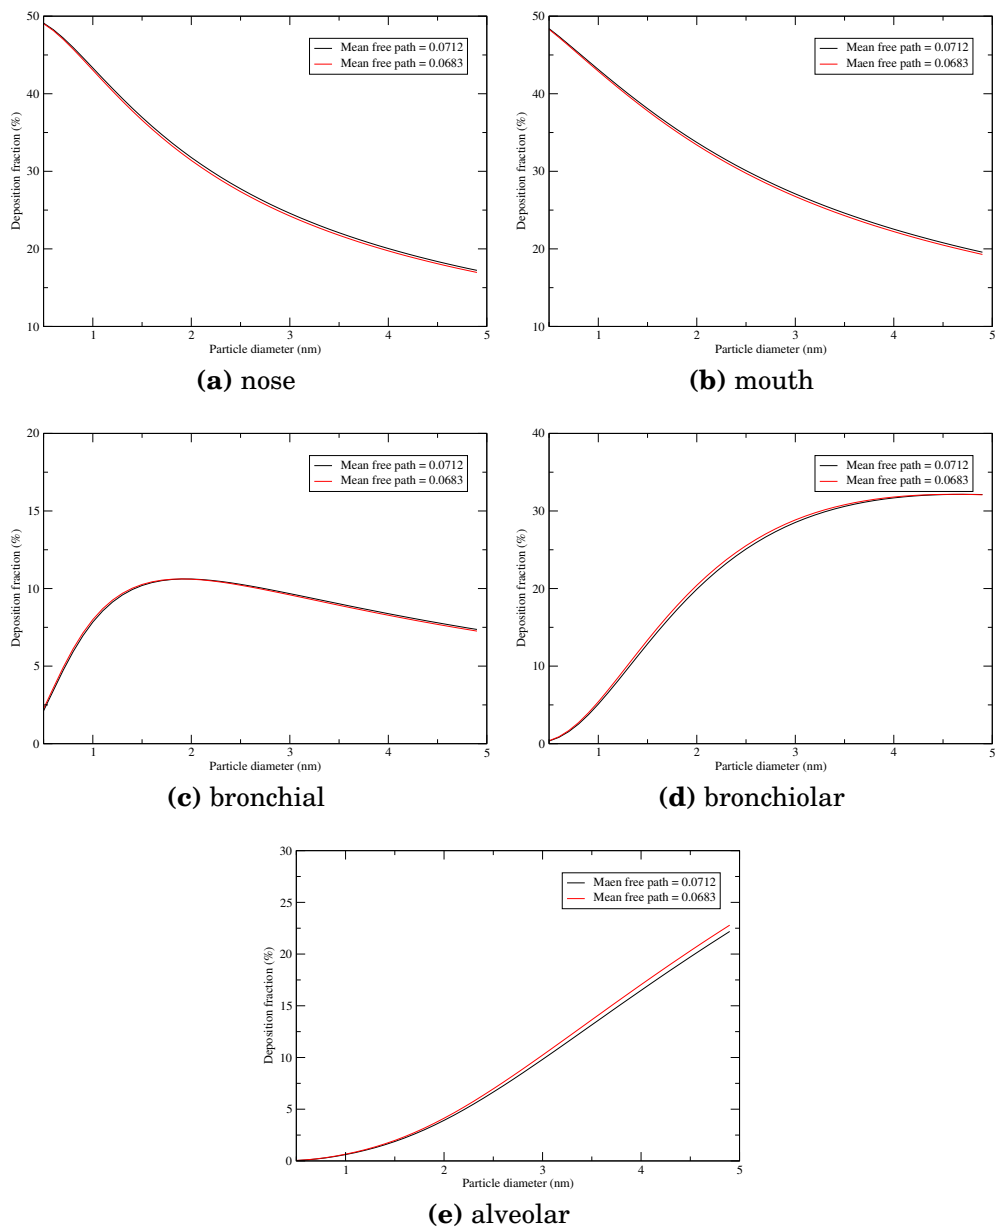 50
40
30
20
10
Deposition fraction (%)
Mean free path = 0.0712
Mean free path = 0.0683
1 2 3 4 5
Particle diameter (nm)
(a) nose
50
40
30
20
10
Deposition fraction (%)
Mean free path = 0.0712
Maen free path = 0.0683
1 2 3 4 5
Particle diameter (nm)
(b) mouth
20
15
10
5
0
Deposition fraction (%)
Mean free path = 0.0712
Mean free path = 0.0683
1 2 3 4 5
Particle diameter (nm)
(c) bronchial
40
30
20
10
0
Deposition fraction (%)
Mean free path = 0.0712
Mean free path = 0.0683
1 2 3 4 5
Particle diameter (nm)
(d) bronchiolar
30
25
20
15
10
5
0
Deposition fraction (%)
Maen free path = 0.0712
Mean free path = 0.0683
1 2 3 4 5
Particle diameter (nm)
(e) alveolar